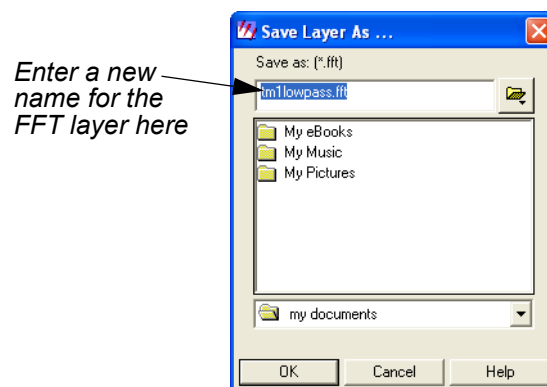 Save Layer As ...
Save as: (*.fft)
Enter a new
name for the
FFT layer here
tm1lowpass.fft
My eBooks
My Music
My Pictures
my documents
OK Cancel Help